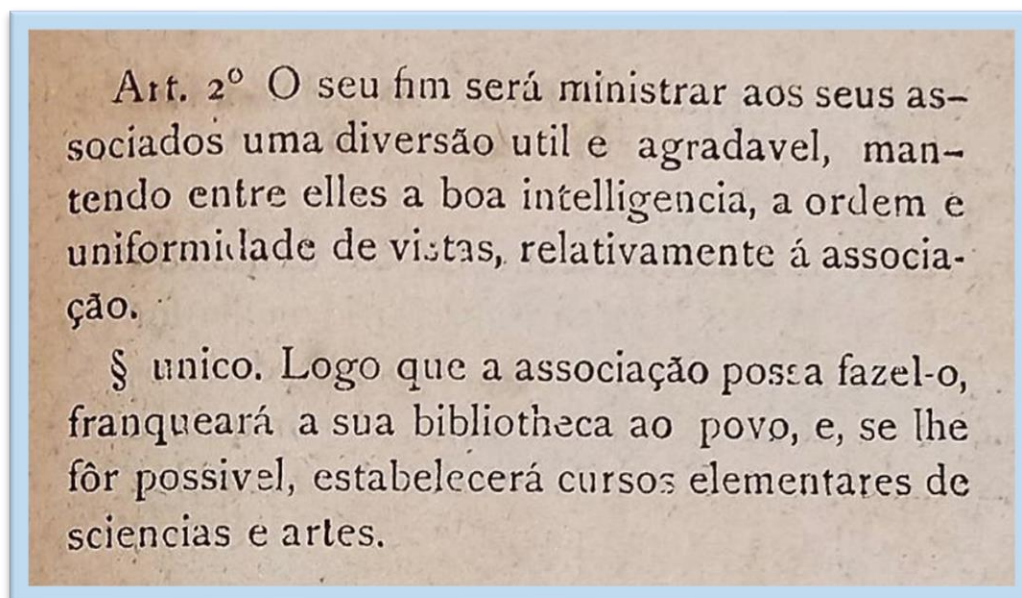 Art. 2º O seu fim será ministrar aos seus as-
sociados uma diversão util e agradavel, man-
tendo entre elles a boa intelligencia, a ordem e
uniformidade de vistas, relativamente á associa-
ção.
§ unico. Logo que a associação possa fazel-o,
franqueará a sua bibliotheca ao povo, e, se lhe
fôr possivel, estabelecerá cursos elementares de
sciencias e artes.